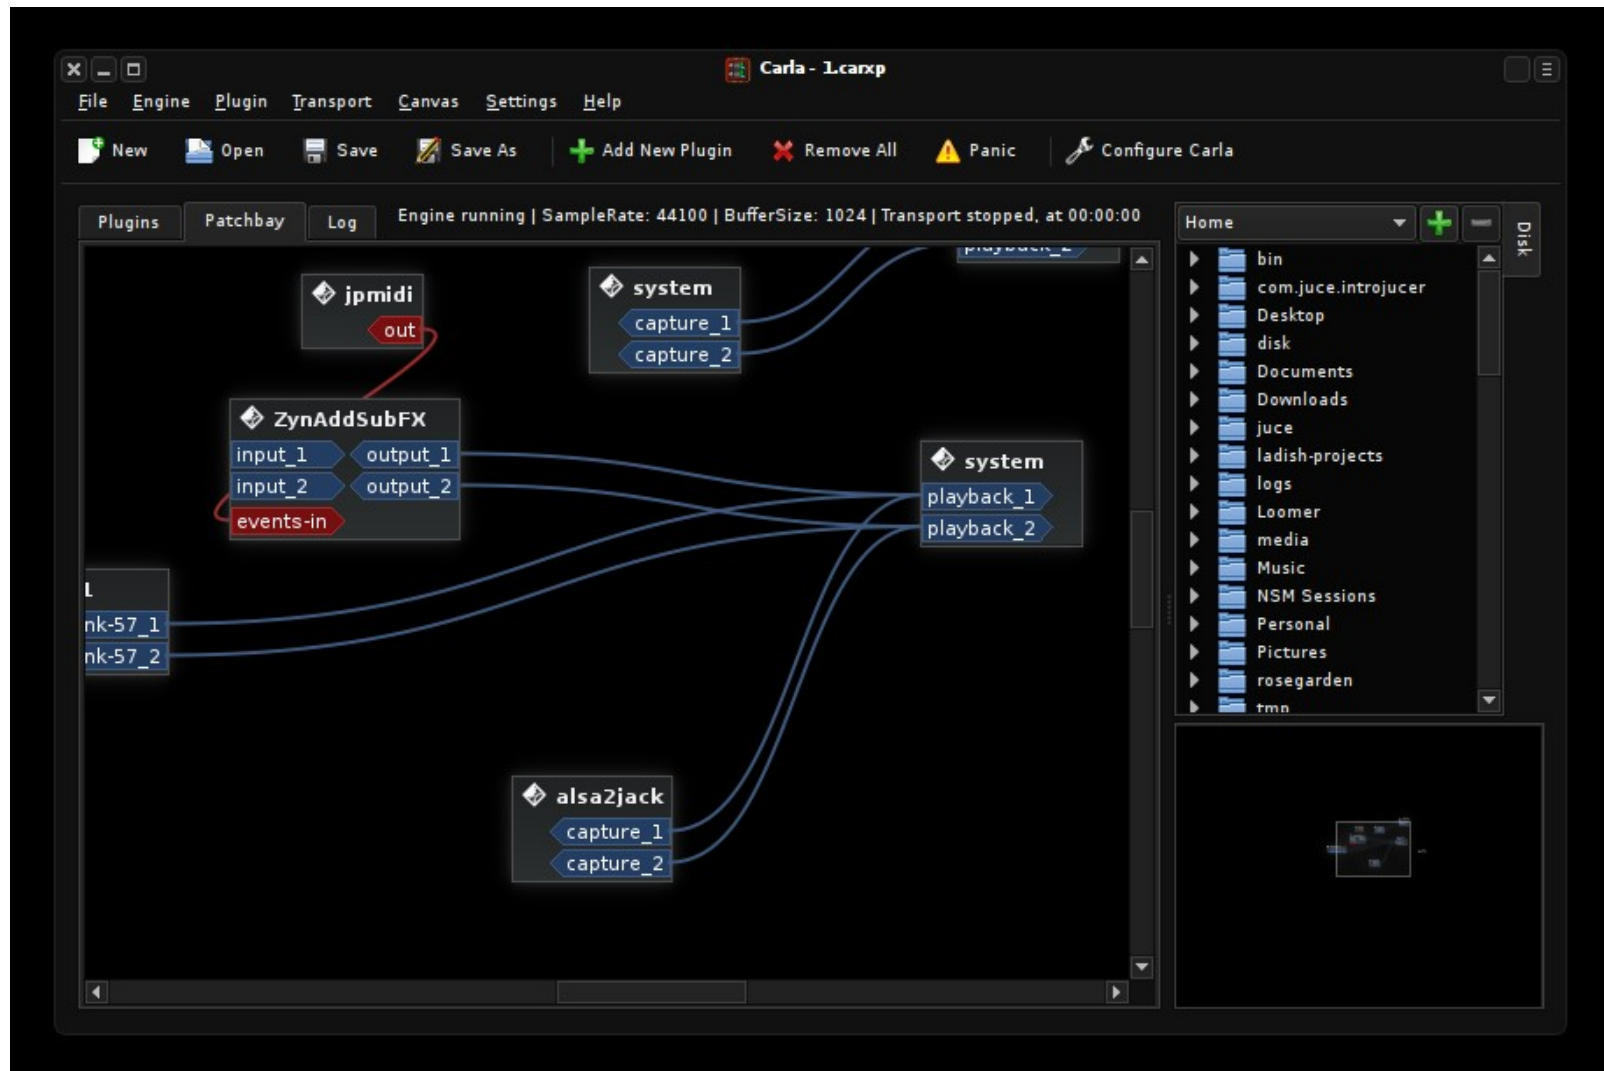 Carla - 1.carxp
File Engine Plugin Transport Canvas Settings Help
New Open Save Save As Add New Plugin Remove All Panic Configure Carla
Plugins Patchbay Log Engine running | SampleRate: 44100 | BufferSize: 1024 | Transport stopped, at 00:00:00
playback_2
jpmidi
out
system
capture_1
capture_2
ZynAddSubFX
input_1 output_1
input_2 output_2
events-in
system
playback_1
playback_2
nk-57_1
nk-57_2
alsa2jack
capture_1
capture_2
Home
Disk
bin
com.juce.introjucer
Desktop
disk
Documents
Downloads
juce
ladish-projects
logs
Loomer
media
Music
NSM Sessions
Personal
Pictures
rosegarden
tmp